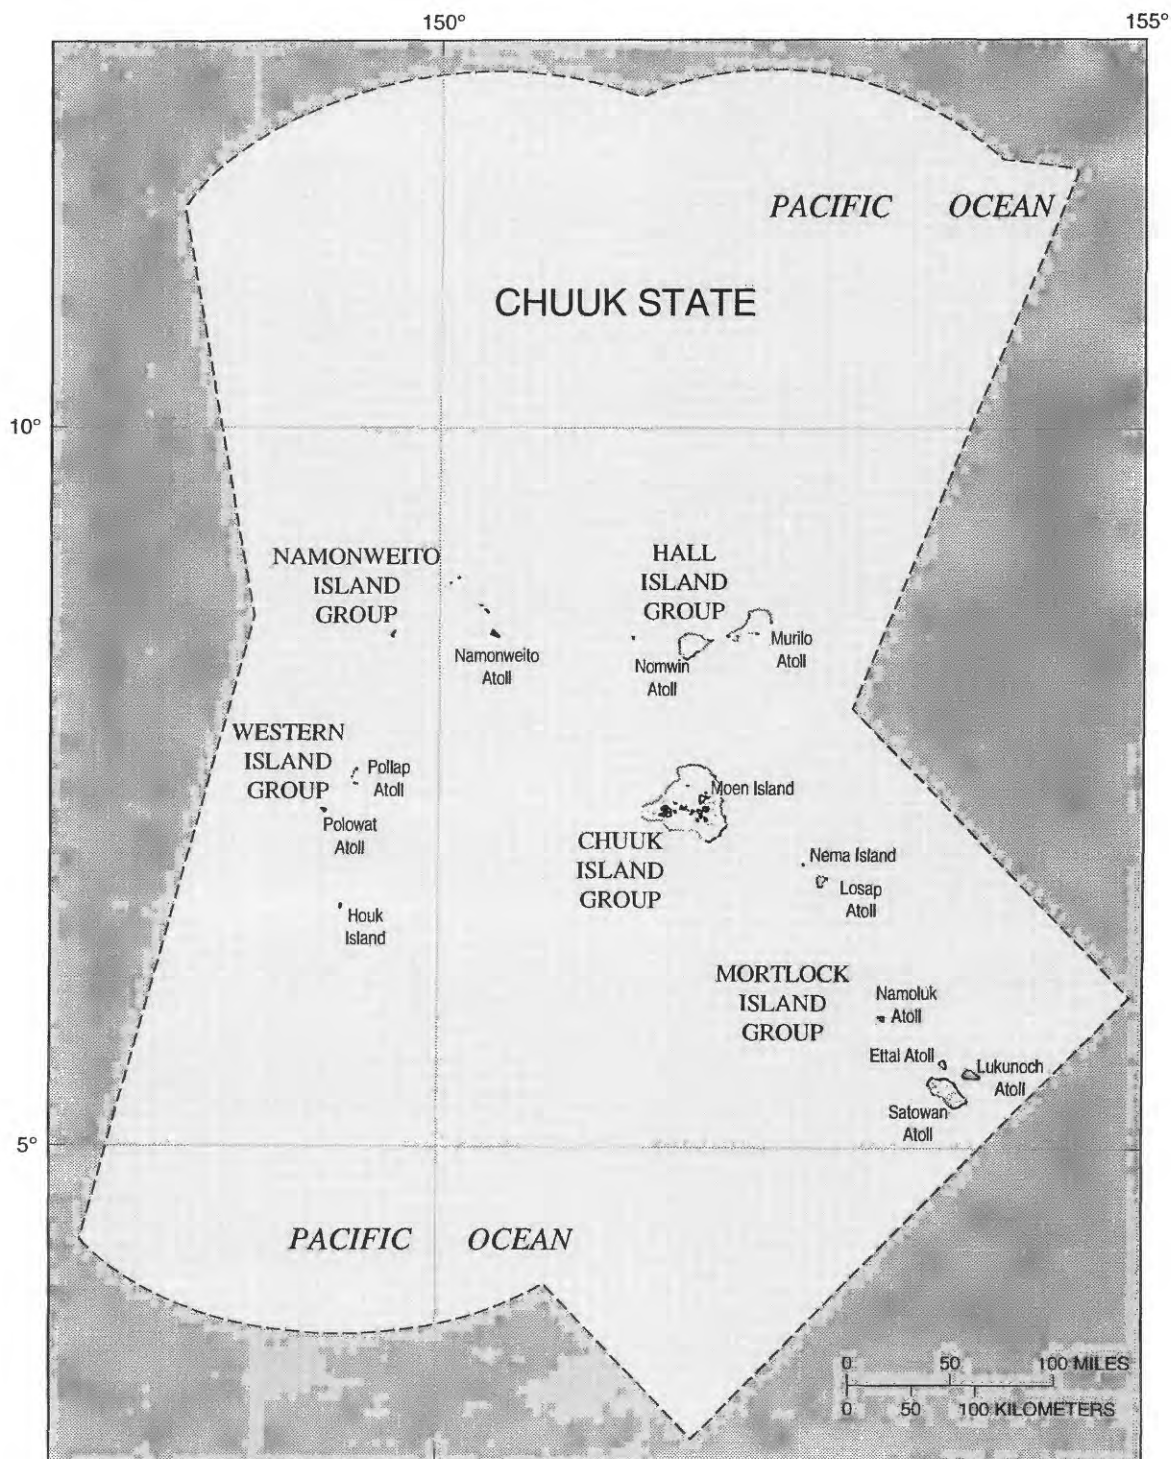 150°
155°
PACIFIC OCEAN
CHUUK STATE
10°
NAMONWEITO
ISLAND
GROUP
HALL
ISLAND
GROUP
Namonweito
Atoll
Nomwin
Atoll
Murilo
Atoll
WESTERN
ISLAND
GROUP
Pollap
Atoll
Polowat
Atoll
Moen Island
CHUUK
ISLAND
GROUP
Nema Island
Losap
Atoll
Houk
Island
MORTLOCK
ISLAND
GROUP
Namoluk
Atoll
Ettal Atoll
Lukunoch
Atoll
Satowan
Atoll
5°
PACIFIC OCEAN
0 50 100 MILES
0 50 100 KILOMETERS